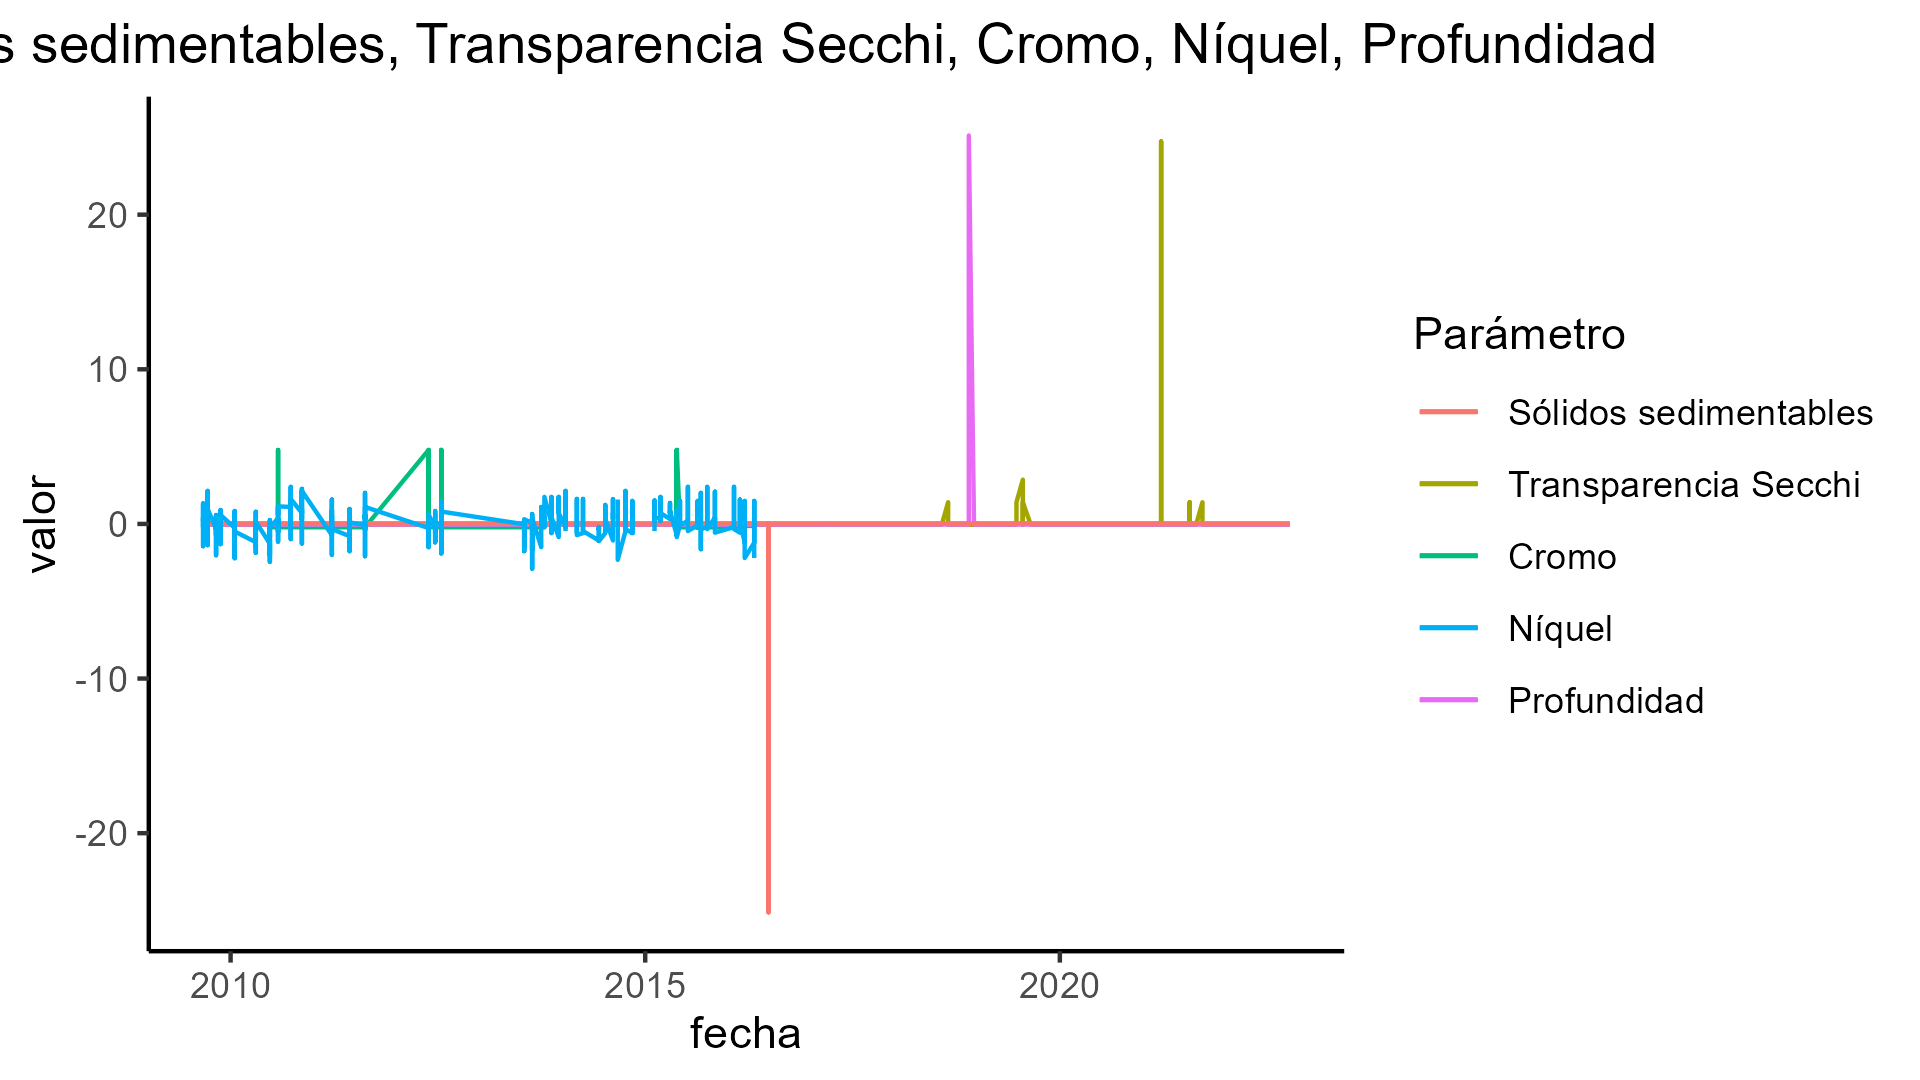 s sedimentables, Transparencia Secchi, Cromo, Níquel, Profundidad
valor
20
10
0
-10
-20
2010
2015
2020
fecha
Parámetro
Sólidos sedimentables
Transparencia Secchi
Cromo
Níquel
Profundidad